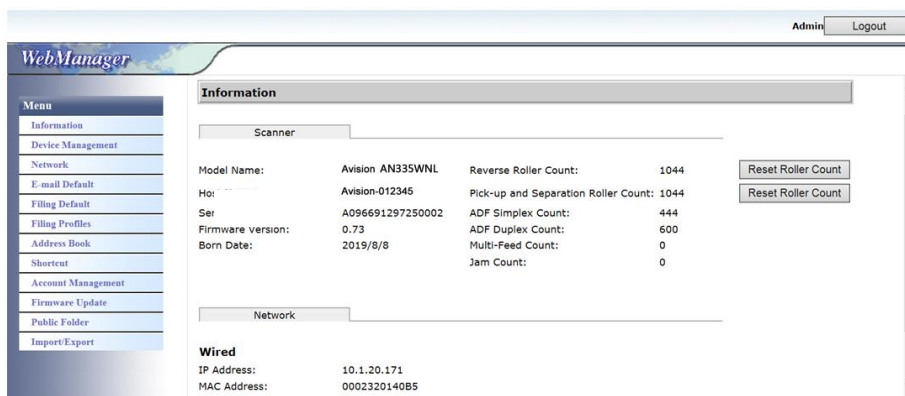 Admin Logout
WebManager
Menu
Information
Device Management
Network
E-mail Default
Filing Default
Filing Profiles
Address Book
Shortcut
Account Management
Firmware Update
Public Folder
Import/Export
Information
Scanner
Model Name: Avision AN335WNL Reverse Roller Count: 1044 Reset Roller Count
Avision-012345 Pick-up and Separation Roller Count: 1044 Reset Roller Count
A096691297250002 ADF Simplex Count: 444
Firmware version: 0.73 ADF Duplex Count: 600
Born Date: 2019/8/8 Multi-Feed Count: 0
Jam Count: 0
Network
Wired
IP Address: 10.1.20.171
MAC Address: 0002320140B5